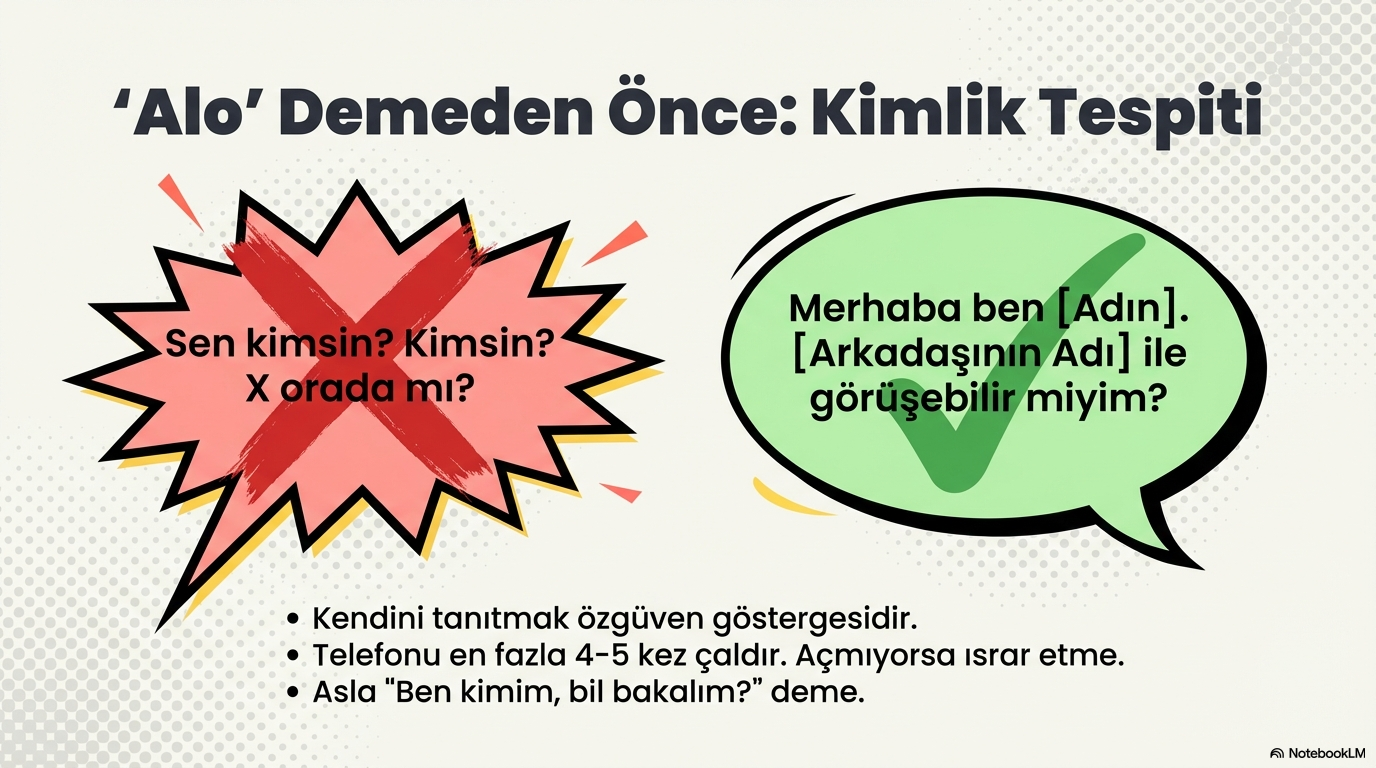 ‘Alo’ Demeden Önce: Kimlik Tespiti
Sen kimsin? Kimsin?
X orada mı?
Merhaba ben [Adın].
[Arkadaşının Adı] ile
görüşebilir miyim?
• Kendini tanıtmak özgüven göstergesidir.
• Telefonu en fazla 4-5 kez çaldır. Açmıyorsa ısrar etme.
• Asla "Ben kimim, bil bakalım?" deme.
NotebookLM